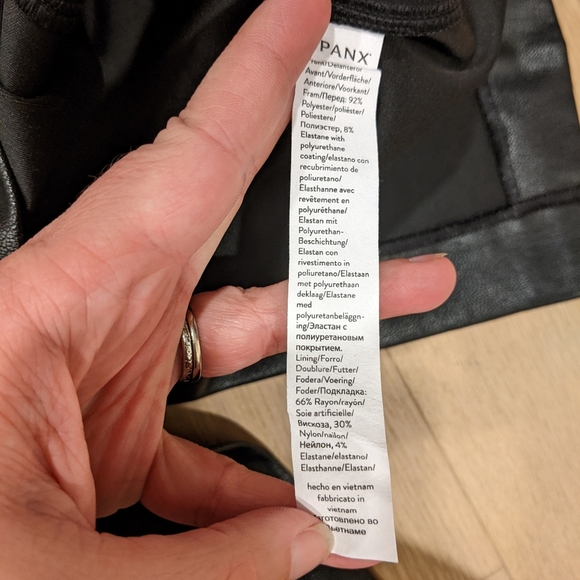 PANX
Avant/Vorderfläche/
Anteriore/Voorkant/
Fram/Перед: 92%
Polyester/poliéster/
Poliestere/
Полиэстер, 8%
Elastane with
polyurethane
coating/elastano con
recubrimiento de
poliuretano/
Elasthanne avec
revêtement en
polyuréthane/
Elastan mit
Polyurethan-
Beschichtung/
Elastan con
rivestimento in
poliuretano/Elastaan
met polyurethaan
deklaag/Elastane
med
polyuretanbeläggn-
ing/Эластан с
полиуретановым
покрытием.
Lining/Forro/
Doublure/Futter/
Fodera/Voering/
Foder/Подкладка:
66% Rayon/rayón/
Soie artificielle/
Вискоза, 30%
Nylon/nailon/
Нейлон, 4%
Elastane/elastano/
Elasthanne/Elastan/
hecho en vietnam
fabbricato in
vietnam
во